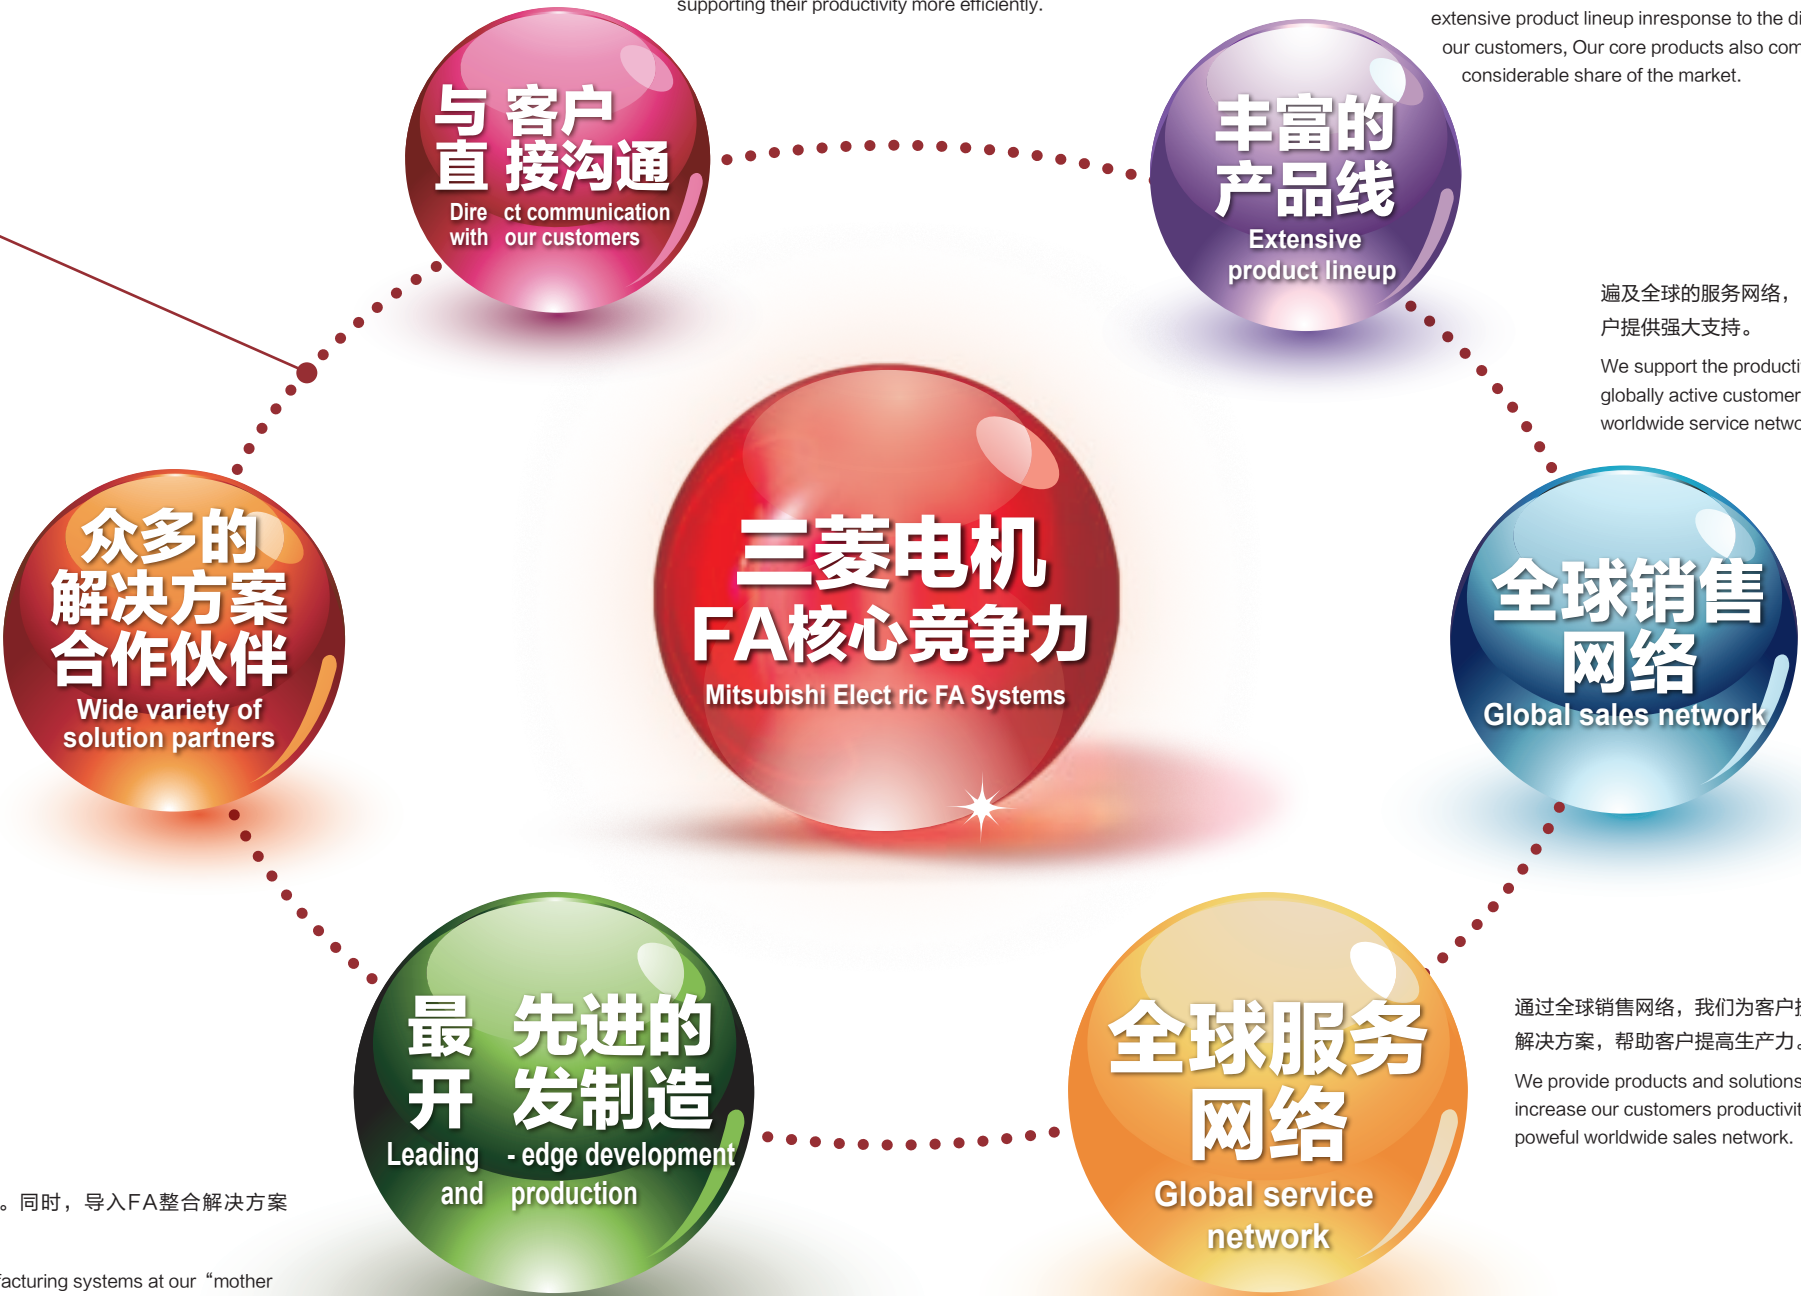 supporting their productivity more efficiently.
extensive product lineup inresponse to the di
our customers, Our core products also com
considerable share of the market.
与 客户
直 接沟通
Dire ct communication
with our customers
丰富的
产品线
Extensive
product lineup
遍及全球的服务网络，
户提供强大支持。
We support the producti
globally active customer
worldwide service netwo
众多的
解决方案
合作伙伴
Wide variety of
solution partners
三菱电机
FA核心竞争力
Mitsubishi Elect ric FA Systems
全球销售
网络
Global sales network
最 先进的
开 发制造
Leading - edge development
and production
全球服务
网络
Global service
network
通过全球销售网络，我们为客户提
解决方案，帮助客户提高生产力。
We provide products and solutions
increase our customers productivit
poweful worldwide sales network.
。同时，导入FA整合解决方案
facturing systems at our “mother